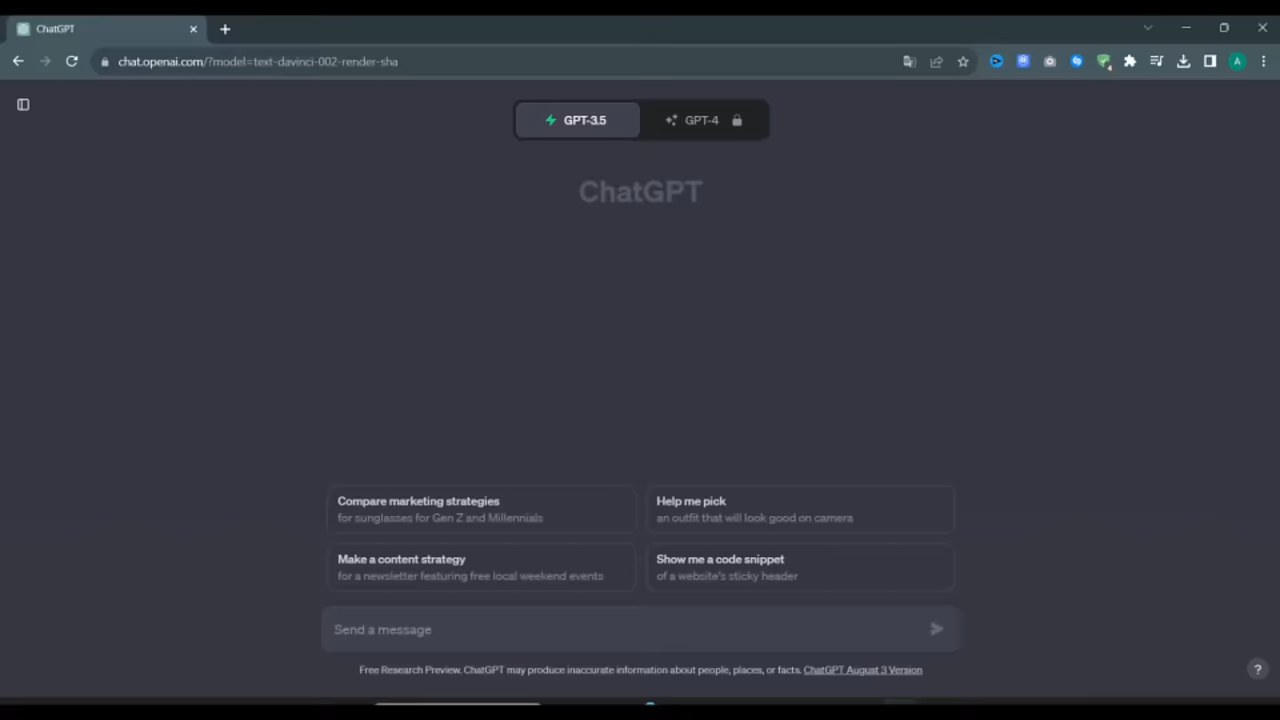 ChatGPT
chat.openai.com/?model=text-davinci-002-render-sha
A
GPT-3.5
GPT-4
ChatGPT
Compare marketing strategies
for sunglasses for Gen Z and Millennials
Help me pick
an outfit that will look good on camera
Make a content strategy
for a newsletter featuring free local weekend events
Show me a code snippet
of a website's sticky header
Send a message
Free Research Preview. ChatGPT may produce inaccurate information about people, places, or facts. ChatGPT August 3 Version
?